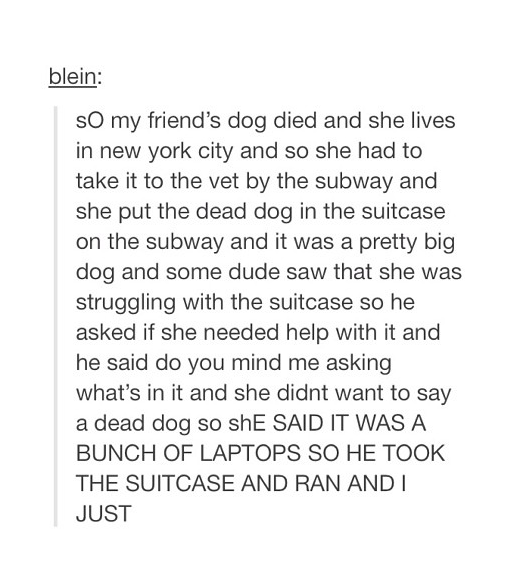 blein:
sO my friend's dog died and she lives
in new york city and so she had to
take it to the vet by the subway and
she put the dead dog in the suitcase
on the subway and it was a pretty big
dog and some dude saw that she was
struggling with the suitcase so he
asked if she needed help with it and
he said do you mind me asking
what's in it and she didnt want to say
a dead dog so shE SAID IT WAS A
BUNCH OF LAPTOPS SO HE TOOK
THE SUITCASE AND RAN AND I
JUST